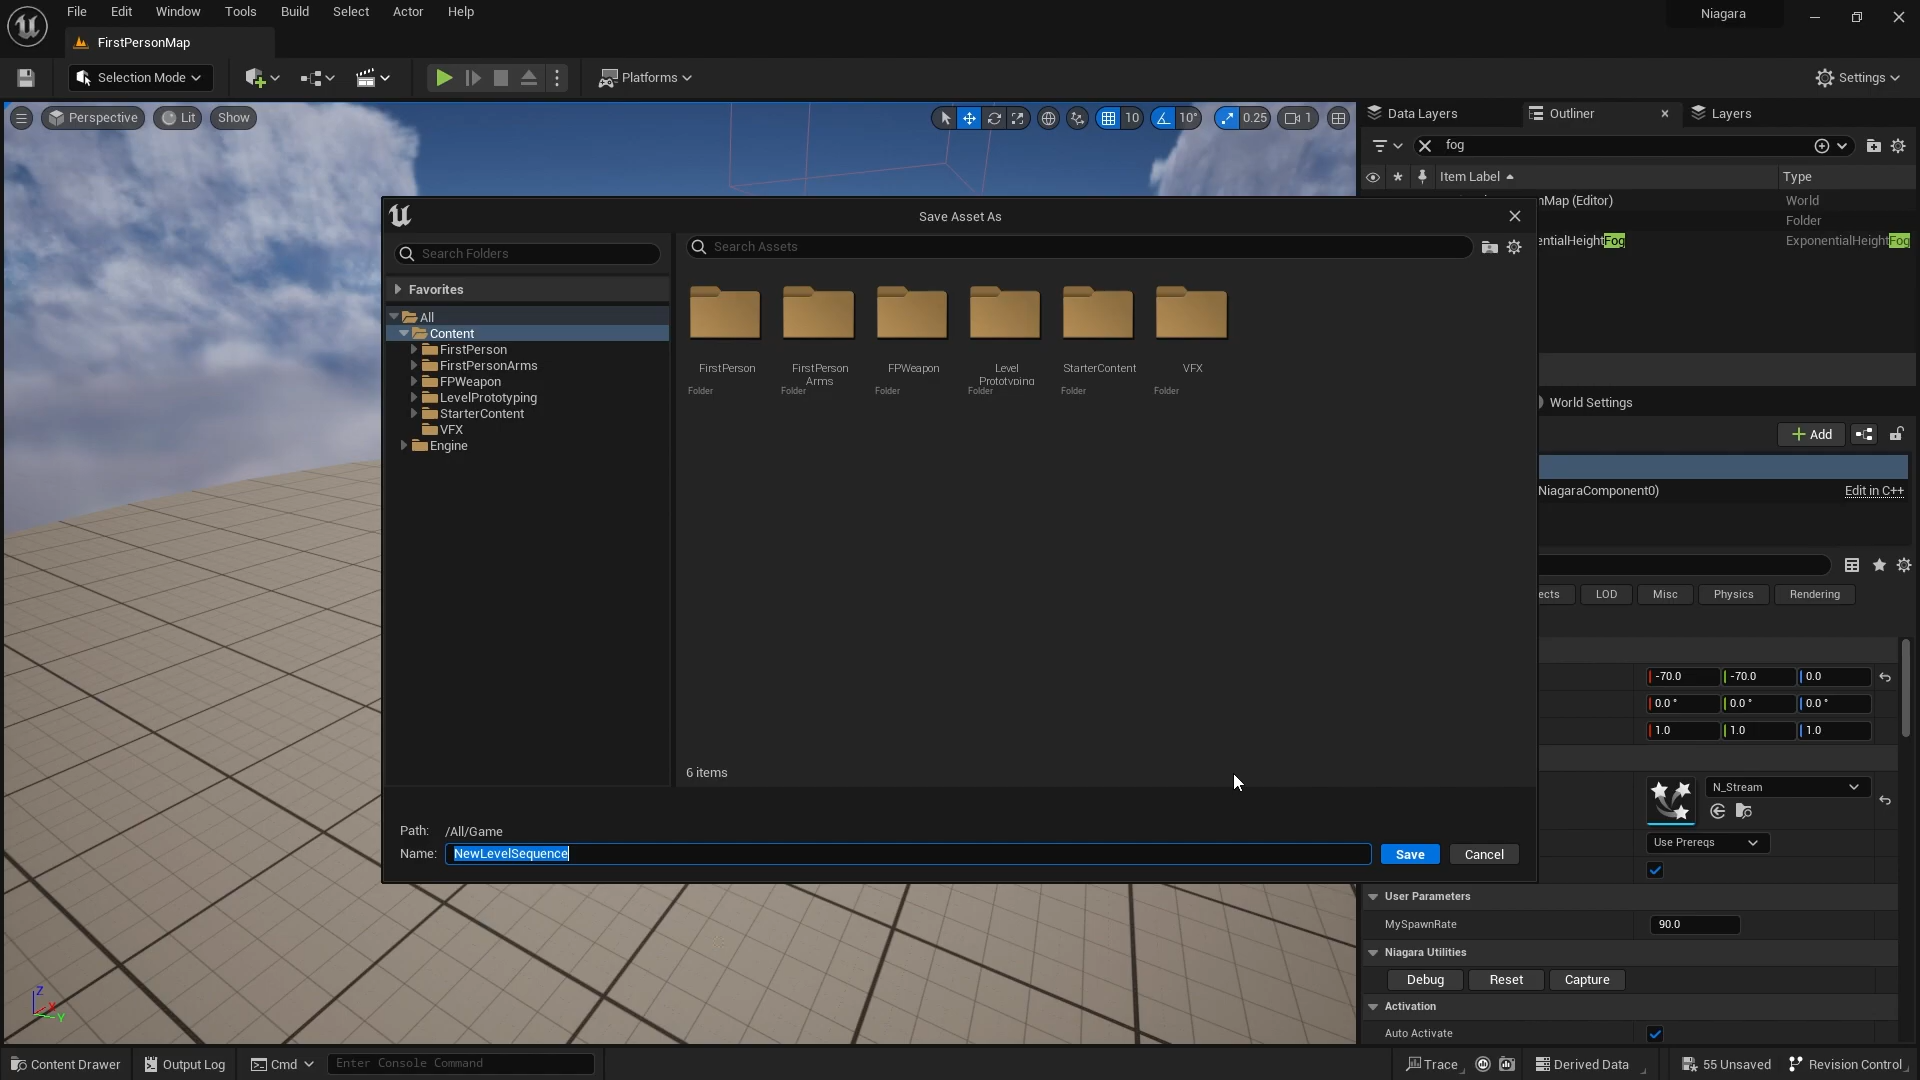 File Edit Window Tools Build Select Actor Help
Niagara
FirstPersonMap
Selection Mode
Platforms
Settings
Perspective Lit Show
10 10° 0.25 1
Data Layers Outliner Layers
fog
Item Label Type
nMap (Editor) World
Folder
entialHeightFog ExponentialHeightFog
Save Asset As
Search Folders
Search Assets
Favorites
All
Content
FirstPerson
FirstPersonArms
FPWeapon
LevelPrototyping
StarterContent
VFX
Engine
FirstPerson FirstPerson FPWeapon Level StarterContent VFX
Arms Prototyping
Folder Folder Folder Folder Folder Folder
6 items
Path: /All/Game
Name: NewLevelSequence
Save Cancel
World Settings
Add
NiagaraComponent0) Edit in C++
ects LOD Misc Physics Rendering
-70.0 -70.0 0.0
0.0 ° 0.0 ° 0.0 °
1.0 1.0 1.0
N_Stream
Use Prereqs
User Parameters
MySpawnRate 90.0
Niagara Utilities
Debug Reset Capture
Activation
Auto Activate
Z
X
Y
Content Drawer Output Log Cmd Enter Console Command Trace Derived Data 55 Unsaved Revision Control